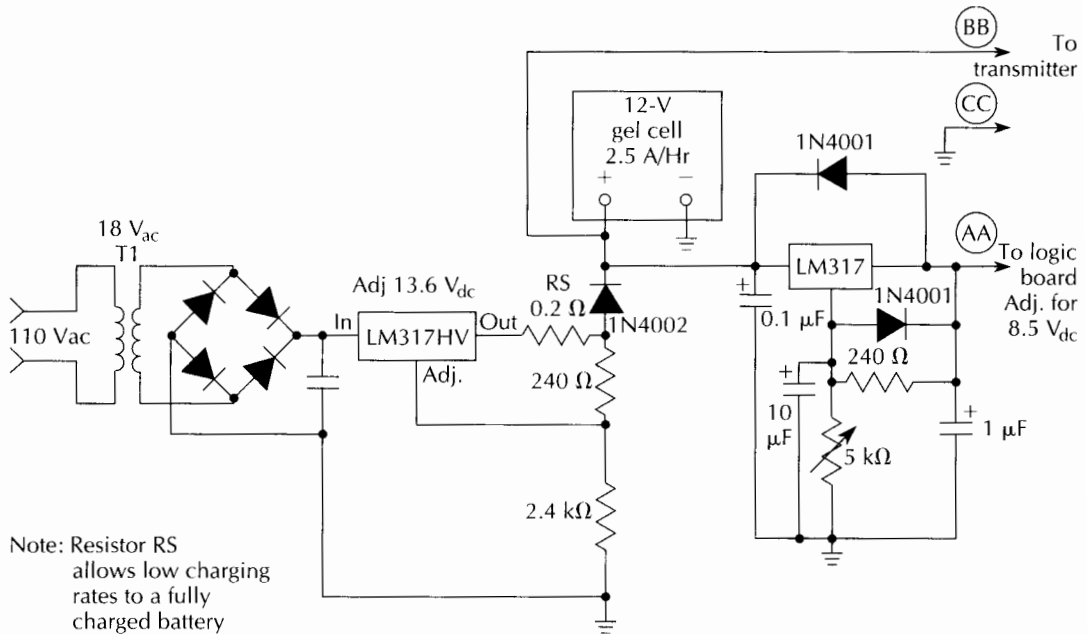 BB
To
transmitter
CC
12-V
gel cell
2.5 A/Hr
+ −
1N4001
18 Vac
T1
AA
To logic
board
Adj. for
8.5 Vdc
LM317
Adj 13.6 Vdc
RS
0.2 Ω
1N4002
+
0.1 μF
1N4001
110 Vac
In
LM317HV
Out
Adj.
240 Ω
240 Ω
+
10
μF
5 kΩ
+
1 μF
2.4 kΩ
Note: Resistor RS
allows low charging
rates to a fully
charged battery